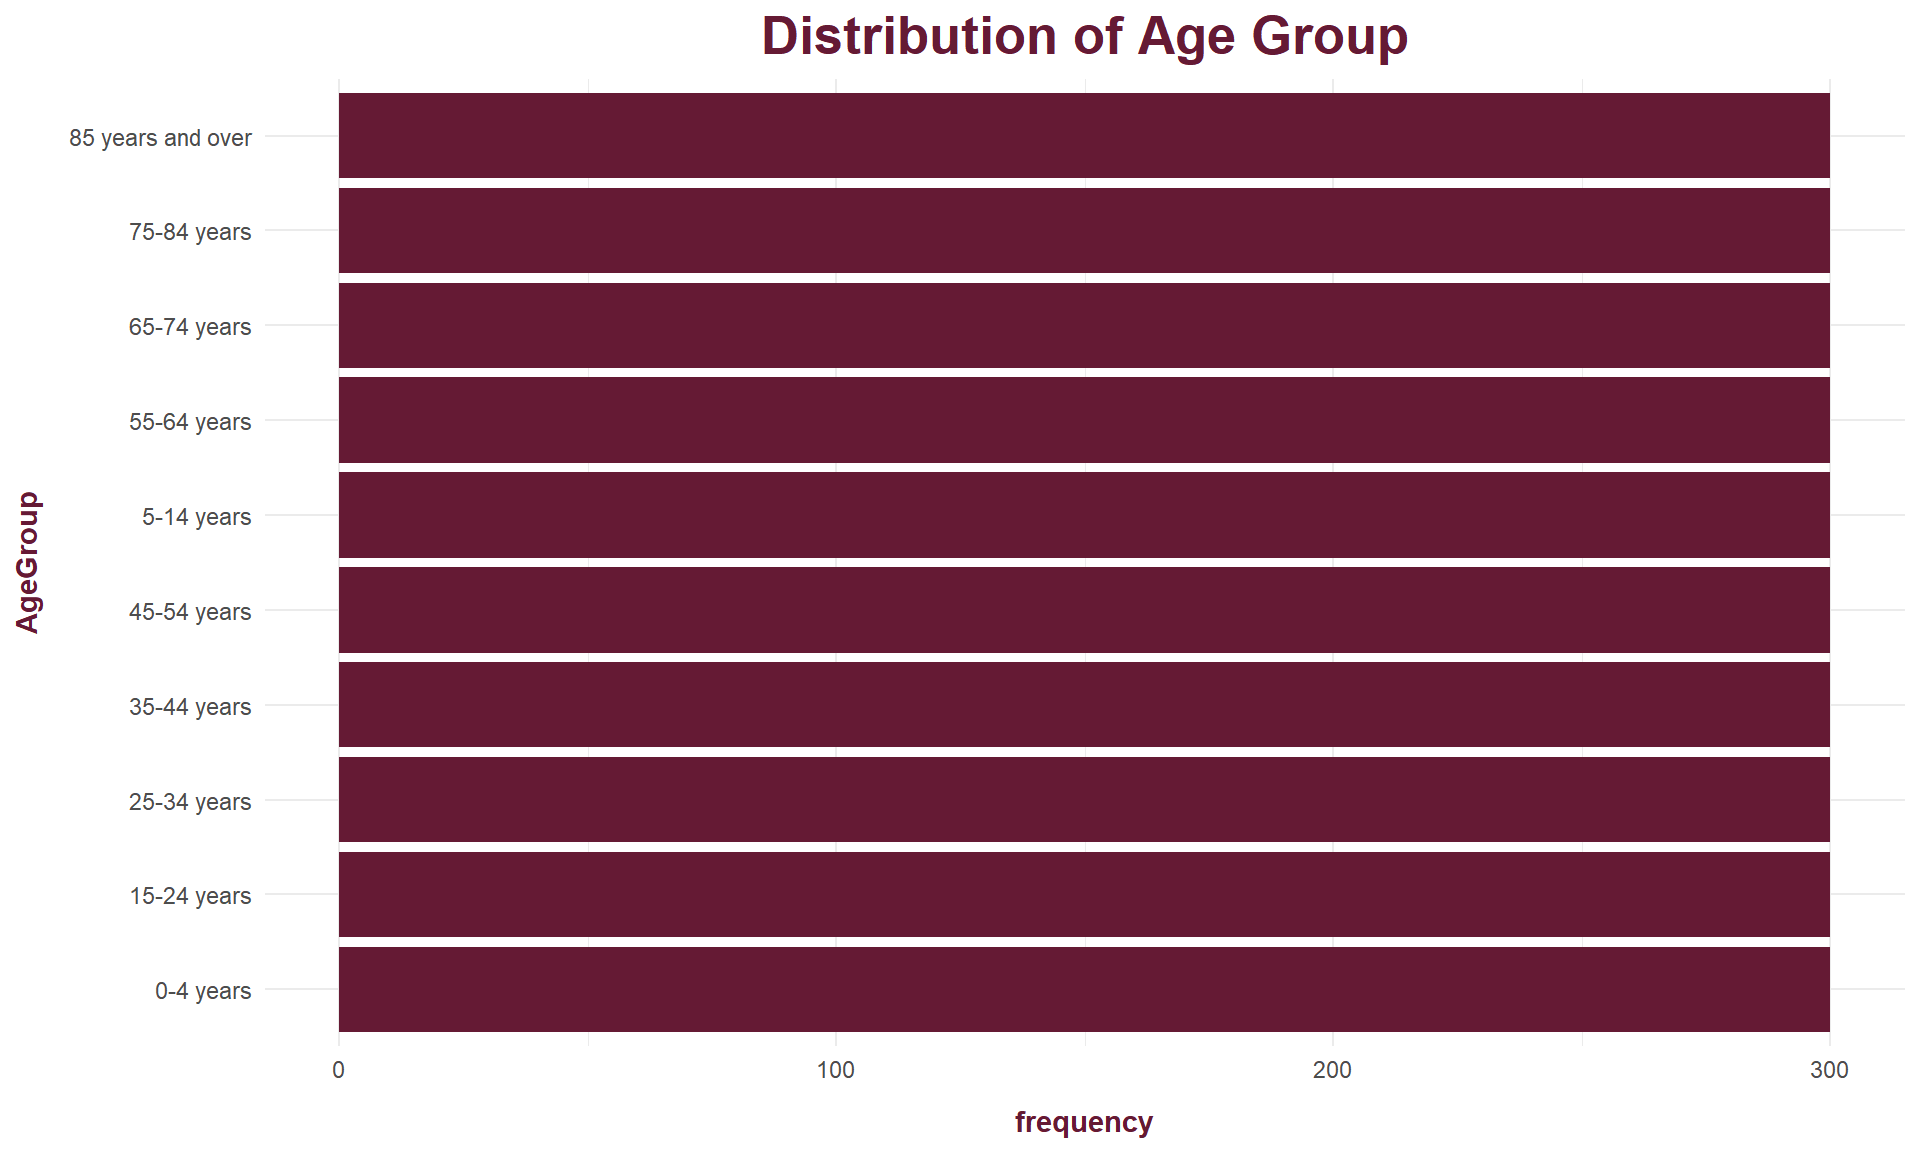 Distribution of Age Group
85 years and over
75-84 years
65-74 years
55-64 years
5-14 years
45-54 years
35-44 years
25-34 years
15-24 years
0-4 years
AgeGroup
0 100 200 300
frequency